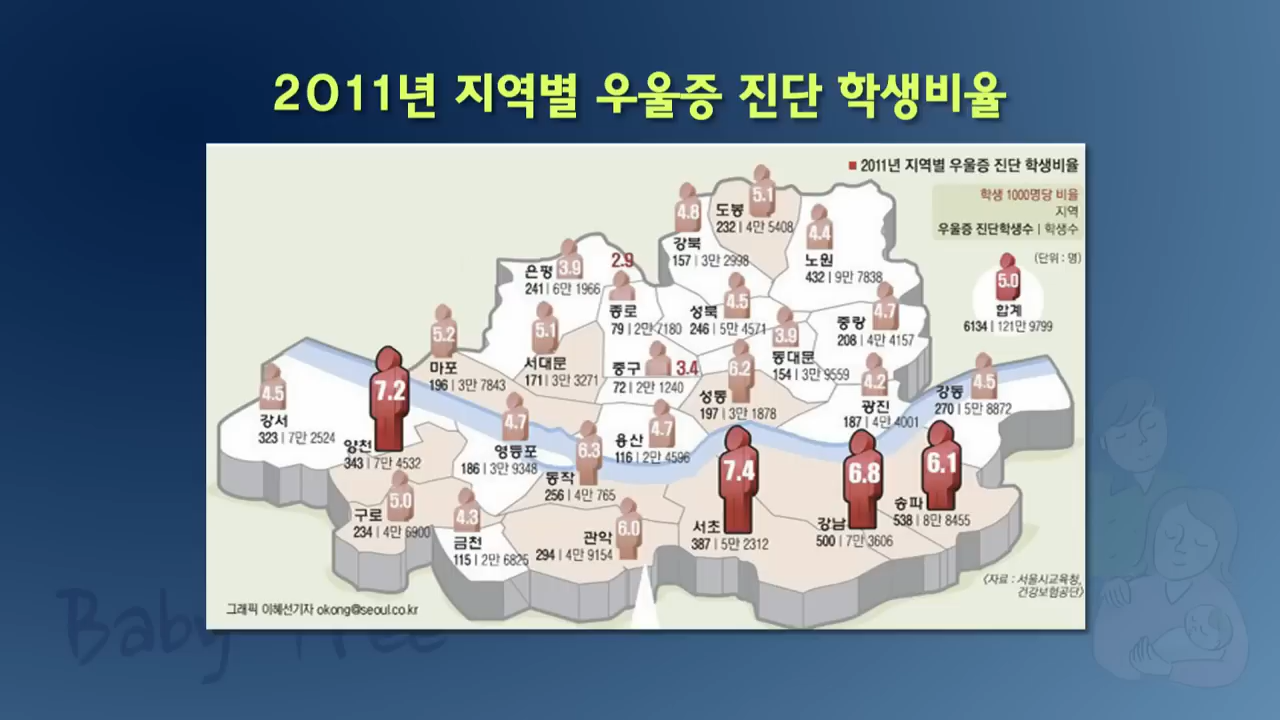 2011년 지역별 우울증 진단 학생비율
■ 2011년 지역별 우울증 진단 학생비율
학생 1000명당 비율
지역
우울증 진단학생수 | 학생수
(단위 : 명)
5.0
합계
6134 | 121만 9799
5.1
도봉
232 | 4만 5408
4.8
강북
157 | 3만 2998
4.4
노원
432 | 9만 7838
은평 3.9
241 | 6만 1966
2.9
종로
79 | 2만 7180
4.5
성북
246 | 5만 4571
4.7
중랑
208 | 4만 4157
5.2
마포
196 | 3만 7843
5.1
서대문
171 | 3만 3271
중구 3.4
72 | 2만 1240
3.9
동대문
154 | 3만 9559
6.2
성동
197 | 3만 1878
4.2
광진
187 | 4만 4001
4.5
강동
270 | 5만 8872
4.5
강서
323 | 7만 2524
7.2
양천
343 | 7만 4532
4.7
영등포
186 | 3만 9348
6.3
동작
256 | 4만 765
4.7
용산
116 | 2만 4596
5.0
구로
234 | 4만 6900
4.3
금천
115 | 2만 6825
6.0
관악
294 | 4만 9154
7.4
서초
387 | 5만 2312
6.8
강남
500 | 7만 3606
6.1
송파
538 | 8만 8455
〈자료 : 서울시교육청,
건강보험공단〉
그래픽 이혜선기자 okong@seoul.co.kr
Baby Tree